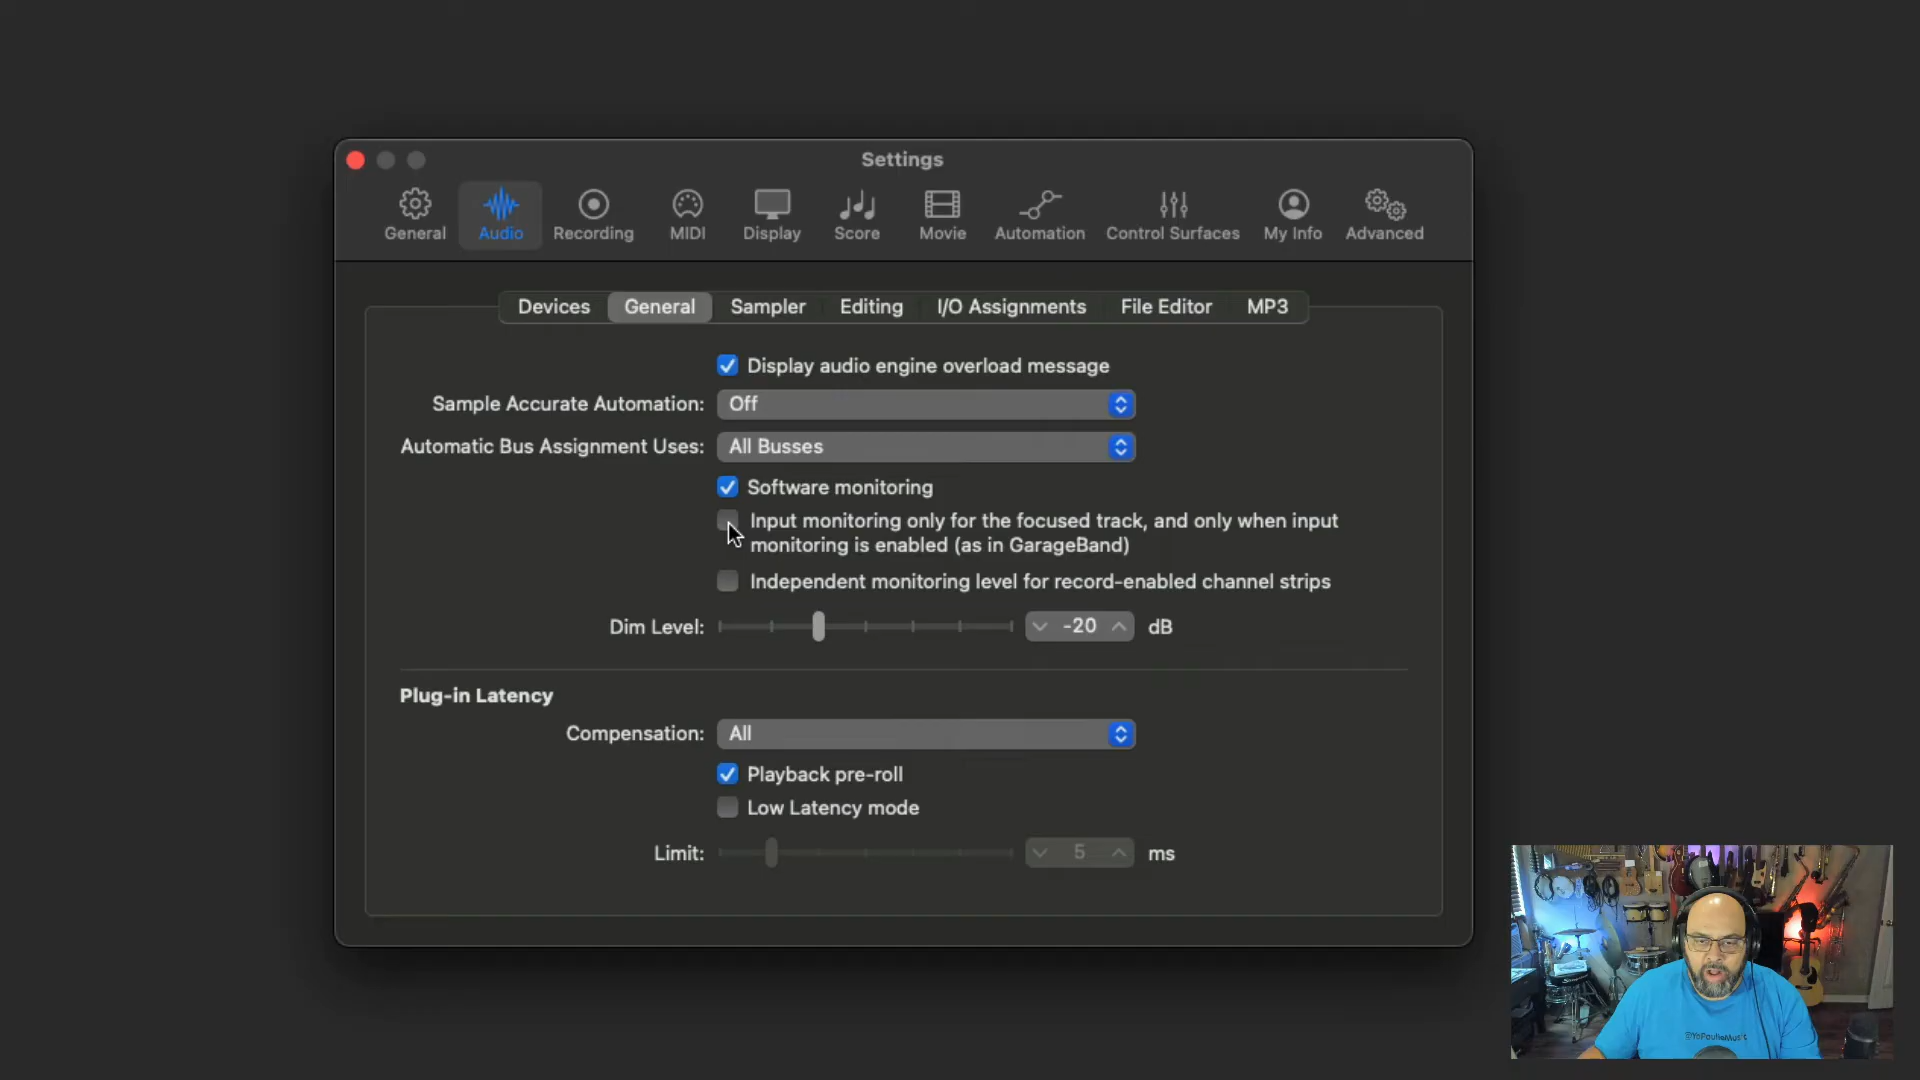 Settings
General
Audio
Recording
MIDI
Display
Score
Movie
Automation
Control Surfaces
My Info
Advanced
Devices
General
Sampler
Editing
I/O Assignments
File Editor
MP3
Display audio engine overload message
Sample Accurate Automation: Off
Automatic Bus Assignment Uses: All Busses
Software monitoring
Input monitoring only for the focused track, and only when input
monitoring is enabled (as in GarageBand)
Independent monitoring level for record-enabled channel strips
Dim Level: -20 dB
Plug-in Latency
Compensation: All
Playback pre-roll
Low Latency mode
Limit: 5 ms